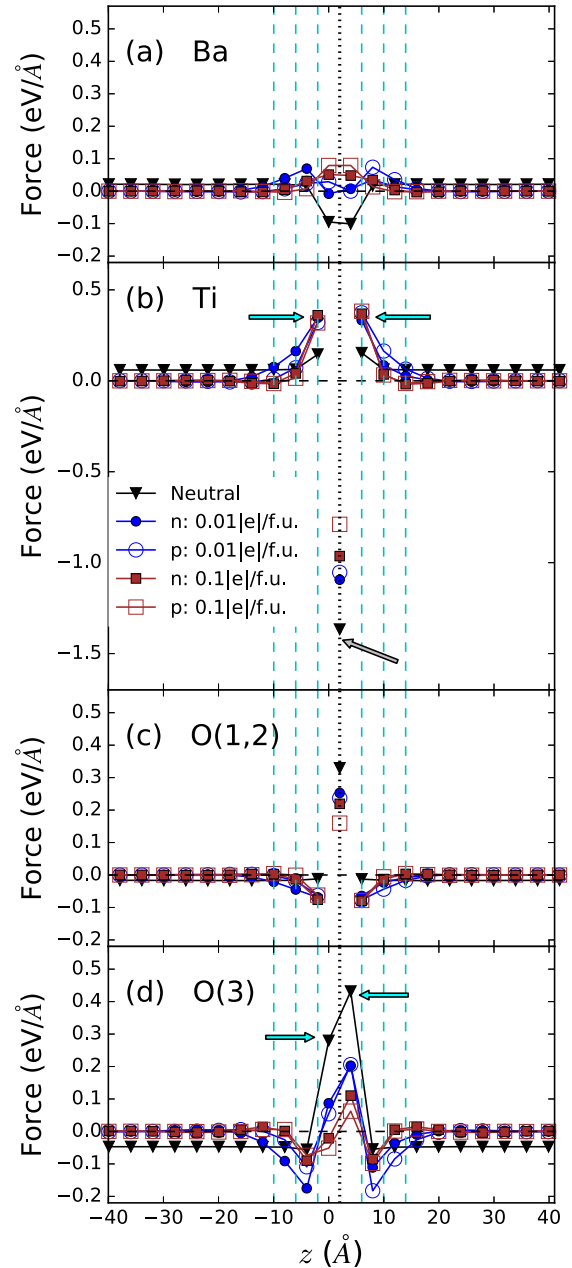 (a) Ba
Force (eV/Å)
0.5
0.4
0.3
0.2
0.1
0.0
−0.1
−0.2
(b) Ti
Force (eV/Å)
0.5
0.0
−0.5
−1.0
−1.5
Neutral
n: 0.01|e|/f.u.
p: 0.01|e|/f.u.
n: 0.1|e|/f.u.
p: 0.1|e|/f.u.
(c) O(1,2)
Force (eV/Å)
0.5
0.4
0.3
0.2
0.1
0.0
−0.1
−0.2
(d) O(3)
Force (eV/Å)
0.5
0.4
0.3
0.2
0.1
0.0
−0.1
−0.2
−40 −30 −20 −10 0 10 20 30 40
z (Å)